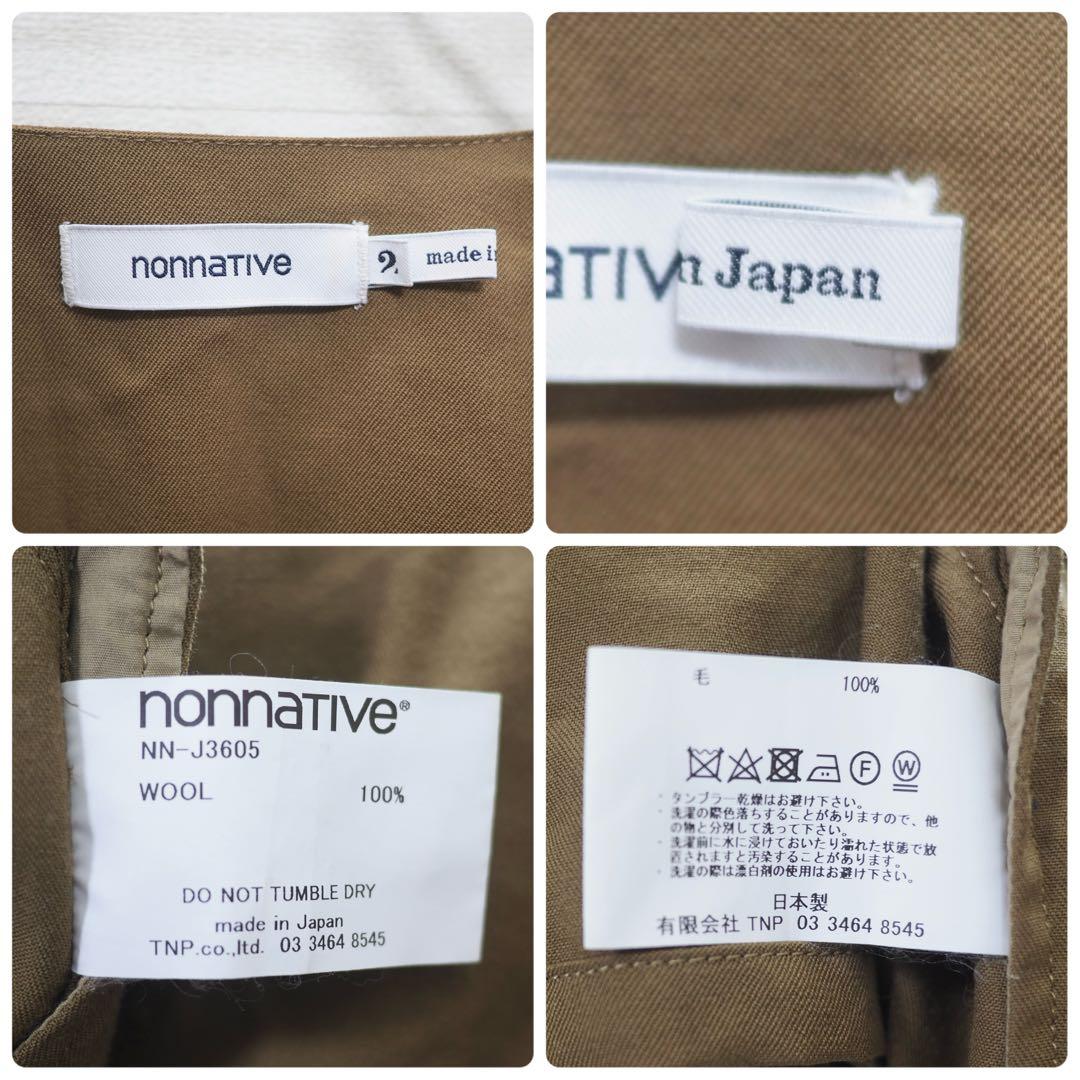 nonnative
2
made in
ative
n Japan
nonnative®
NN-J3605
WOOL 100%
DO NOT TUMBLE DRY
made in Japan
TNP.co.,ltd. 03 3464 8545
毛 100%
F W
・タンブラー乾燥はお避け下さい。
・洗濯の際色落ちすることがありますので、他
の物と分別して洗って下さい。
・洗濯前に水に浸けておいたり濡れた状態で放
置されますと汚染することがあります。
・洗濯の際は漂白剤の使用はお避け下さい。
日本製
有限会社 TNP 03 3464 8545